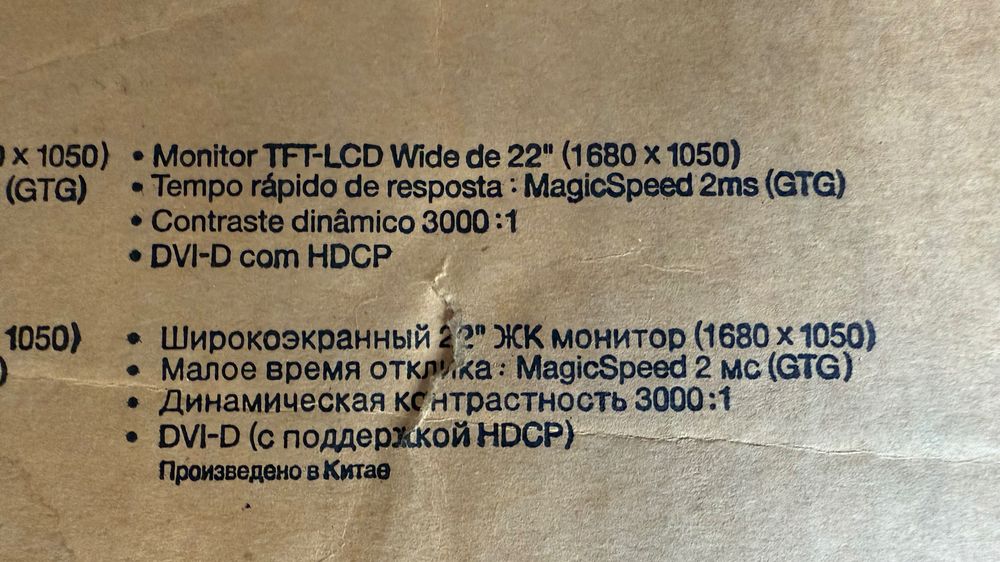 x 1050) • Monitor TFT-LCD Wide de 22" (1680 x 1050)
(GTG) • Tempo rápido de resposta : MagicSpeed 2ms (GTG)
• Contraste dinâmico 3000 :1
• DVI-D com HDCP
1050) • Широкоэкранный 22" ЖК монитор (1680 x 1050)
) • Малое время отклика : MagicSpeed 2 мс (GTG)
• Динамическая контрастность 3000 :1
• DVI-D (с поддержкой HDCP)
Произведено в Китае